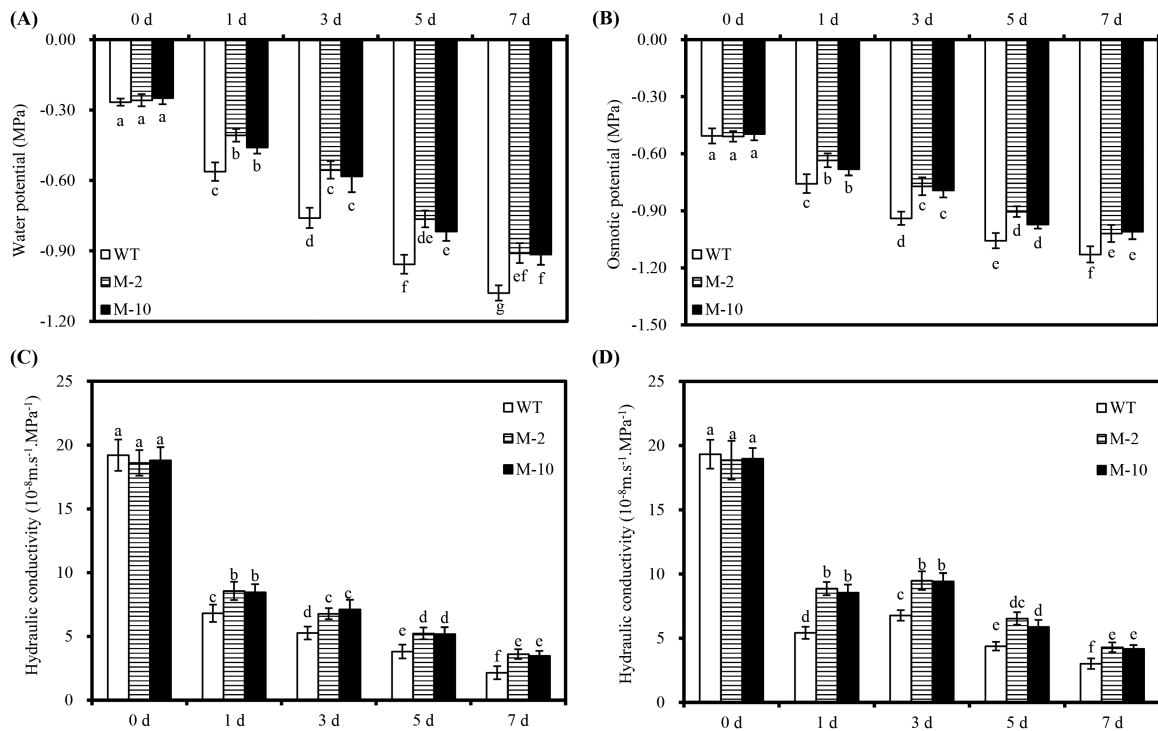 (A)
0 d 1 d 3 d 5 d 7 d
0.00
-0.30
-0.60
-0.90
-1.20
Water potential (MPa)
a a a
c b b
d c c
f de e
g ef f
WT
M-2
M-10
(B)
0 d 1 d 3 d 5 d 7 d
0.00
-0.30
-0.60
-0.90
-1.20
-1.50
Osmotic potential (MPa)
a a a
c b b
d c c
e d d
f e e
WT
M-2
M-10
(C)
25
20
15
10
5
0
Hydraulic conductivity (10⁻⁸m.s⁻¹.MPa⁻¹)
a a a
c b b
d c c
e d d
f e e
WT
M-2
M-10
0 d 1 d 3 d 5 d 7 d
(D)
25
20
15
10
5
0
Hydraulic conductivity (10⁻⁸m.s⁻¹.MPa⁻¹)
a a a
d b b
c b b
e dc d
f e e
WT
M-2
M-10
0 d 1 d 3 d 5 d 7 d